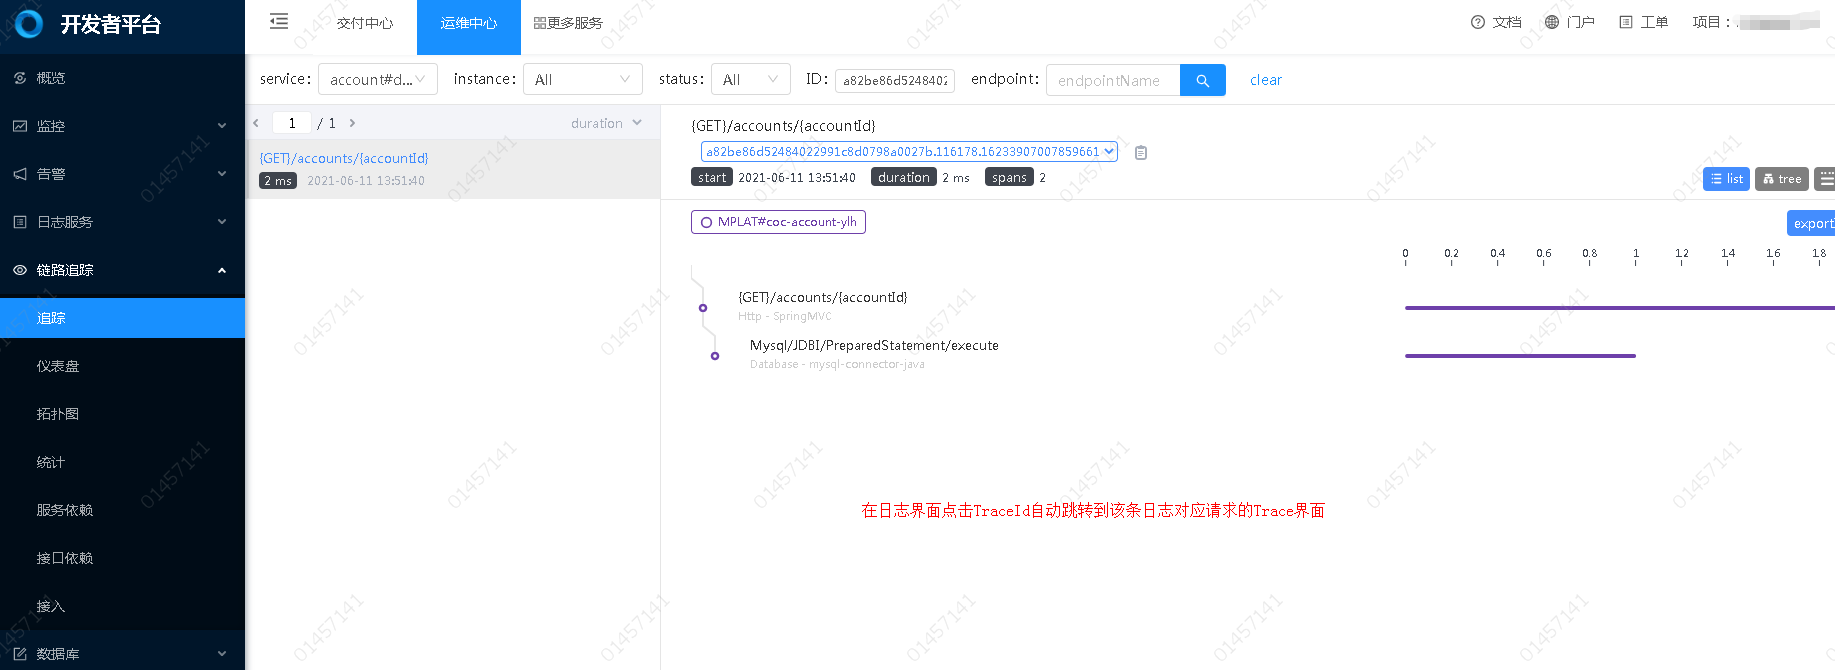 开发者平台
交付中心
运维中心
更多服务
文档
门户
工单
项目：
概览
监控
告警
日志服务
链路追踪
追踪
仪表盘
拓扑图
统计
服务依赖
接口依赖
接入
数据库
service: account#d...
instance: All
status: All
ID: a82be86d5248402
endpoint: endpointName
clear
1 / 1
duration
{GET}/accounts/{accountId}
2 ms 2021-06-11 13:51:40
{GET}/accounts/{accountId}
a82be86d52484022991c8d0798a0027b.116178.16233907007859661
start 2021-06-11 13:51:40 duration 2 ms spans 2
list
tree
MPLAT#coc-account-ylh
export
0 0.2 0.4 0.6 0.8 1 1.2 1.4 1.6 1.8
{GET}/accounts/{accountId}
Http - SpringMVC
Mysql/JDBI/PreparedStatement/execute
Database - mysql-connector-java
在日志界面点击TraceId自动跳转到该条日志对应请求的Trace界面
01457141